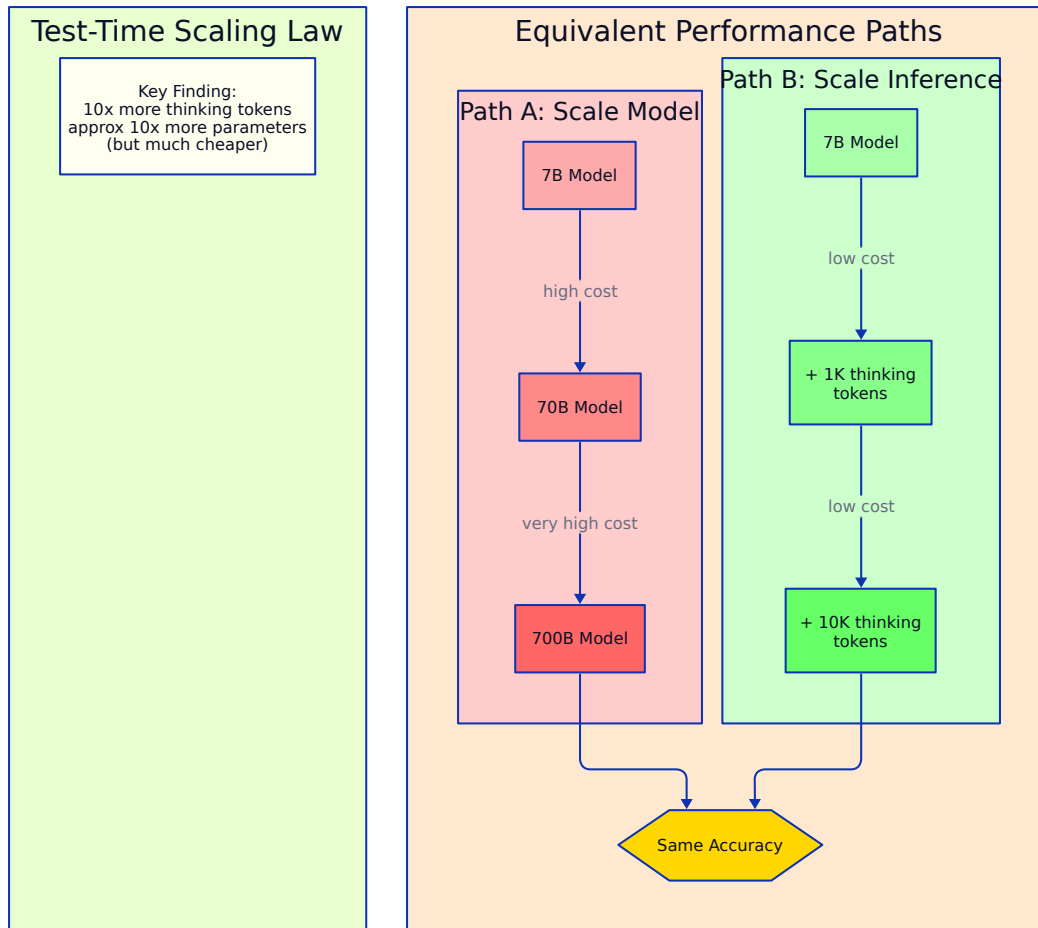 Test-Time Scaling Law
Key Finding:
10x more thinking tokens
approx 10x more parameters
(but much cheaper)
Equivalent Performance Paths
Path A: Scale Model
7B Model
high cost
70B Model
very high cost
700B Model
Path B: Scale Inference
7B Model
low cost
+ 1K thinking
tokens
low cost
+ 10K thinking
tokens
Same Accuracy